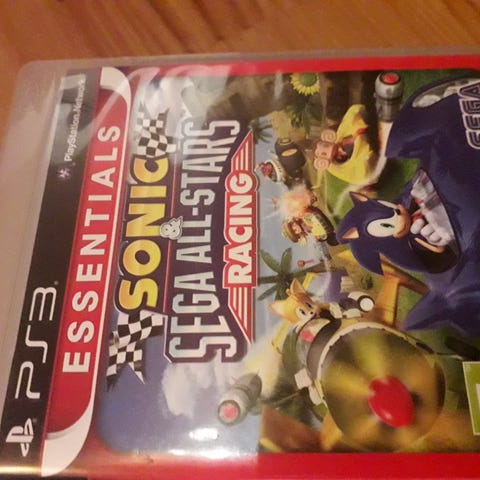 PS3
PlayStation Network
ESSENTIALS
SONIC
&
SEGA ALL-STARS
RACING
SEGA